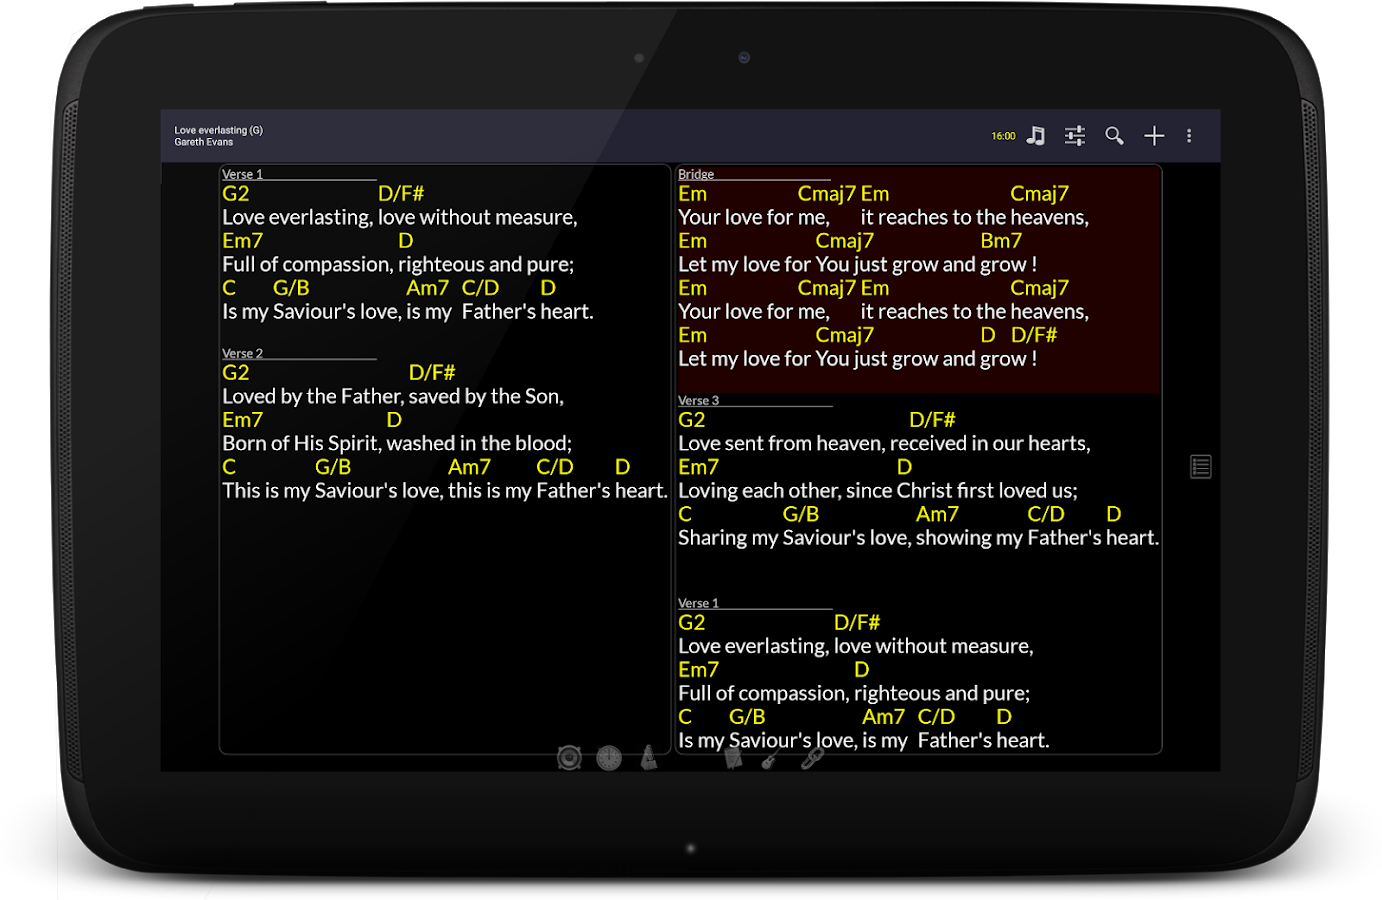 Love everlasting (G)
Gareth Evans
16:00
Verse 1
G2 D/F#
Love everlasting, love without measure,
Em7 D
Full of compassion, righteous and pure;
C G/B Am7 C/D D
Is my Saviour's love, is my Father's heart.
Verse 2
G2 D/F#
Loved by the Father, saved by the Son,
Em7 D
Born of His Spirit, washed in the blood;
C G/B Am7 C/D D
This is my Saviour's love, this is my Father's heart.
Bridge
Em Cmaj7 Em Cmaj7
Your love for me, it reaches to the heavens,
Em Cmaj7 Bm7
Let my love for You just grow and grow !
Em Cmaj7 Em Cmaj7
Your love for me, it reaches to the heavens,
Em Cmaj7 D D/F#
Let my love for You just grow and grow !
Verse 3
G2 D/F#
Love sent from heaven, received in our hearts,
Em7 D
Loving each other, since Christ first loved us;
C G/B Am7 C/D D
Sharing my Saviour's love, showing my Father's heart.
Verse 1
G2 D/F#
Love everlasting, love without measure,
Em7 D
Full of compassion, righteous and pure;
C G/B Am7 C/D D
Is my Saviour's love, is my Father's heart.